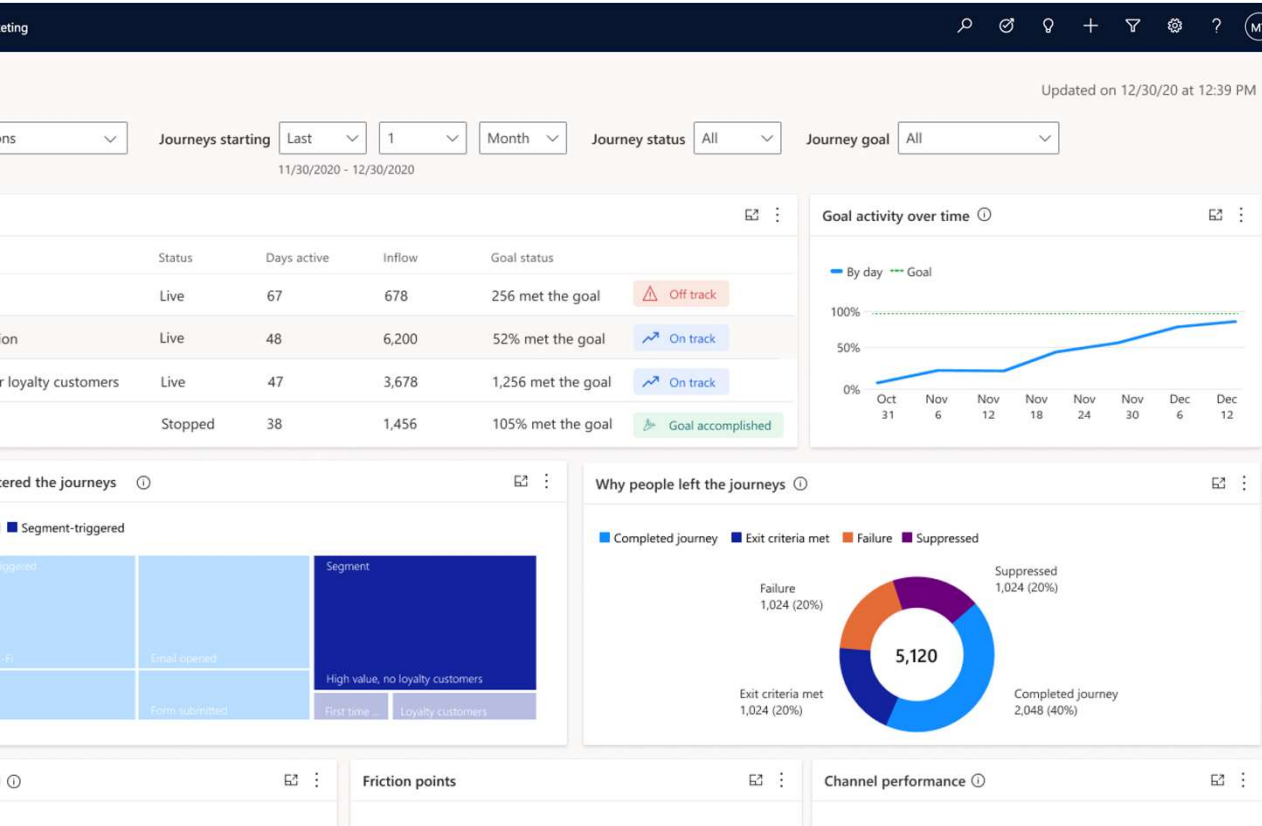 eting
Updated on 12/30/20 at 12:39 PM
ons
Journeys starting Last 1 Month Journey status All Journey goal All
11/30/2020 - 12/30/2020
Goal activity over time
Status Days active Inflow Goal status
Live 67 678 256 met the goal Off track
ion Live 48 6,200 52% met the goal On track
r loyalty customers Live 47 3,678 1,256 met the goal On track
Stopped 38 1,456 105% met the goal Goal accomplished
By day Goal
100%
50%
0%
Oct 31 Nov 6 Nov 12 Nov 18 Nov 24 Nov 30 Dec 6 Dec 12
tered the journeys
Segment-triggered
iggered
Segment
-Fi
Email opened
High value, no loyalty customers
Form submitted
First time ...
Loyalty customers
Why people left the journeys
Completed journey Exit criteria met Failure Suppressed
Suppressed
1,024 (20%)
Failure
1,024 (20%)
5,120
Exit criteria met
1,024 (20%)
Completed journey
2,048 (40%)
Friction points
Channel performance